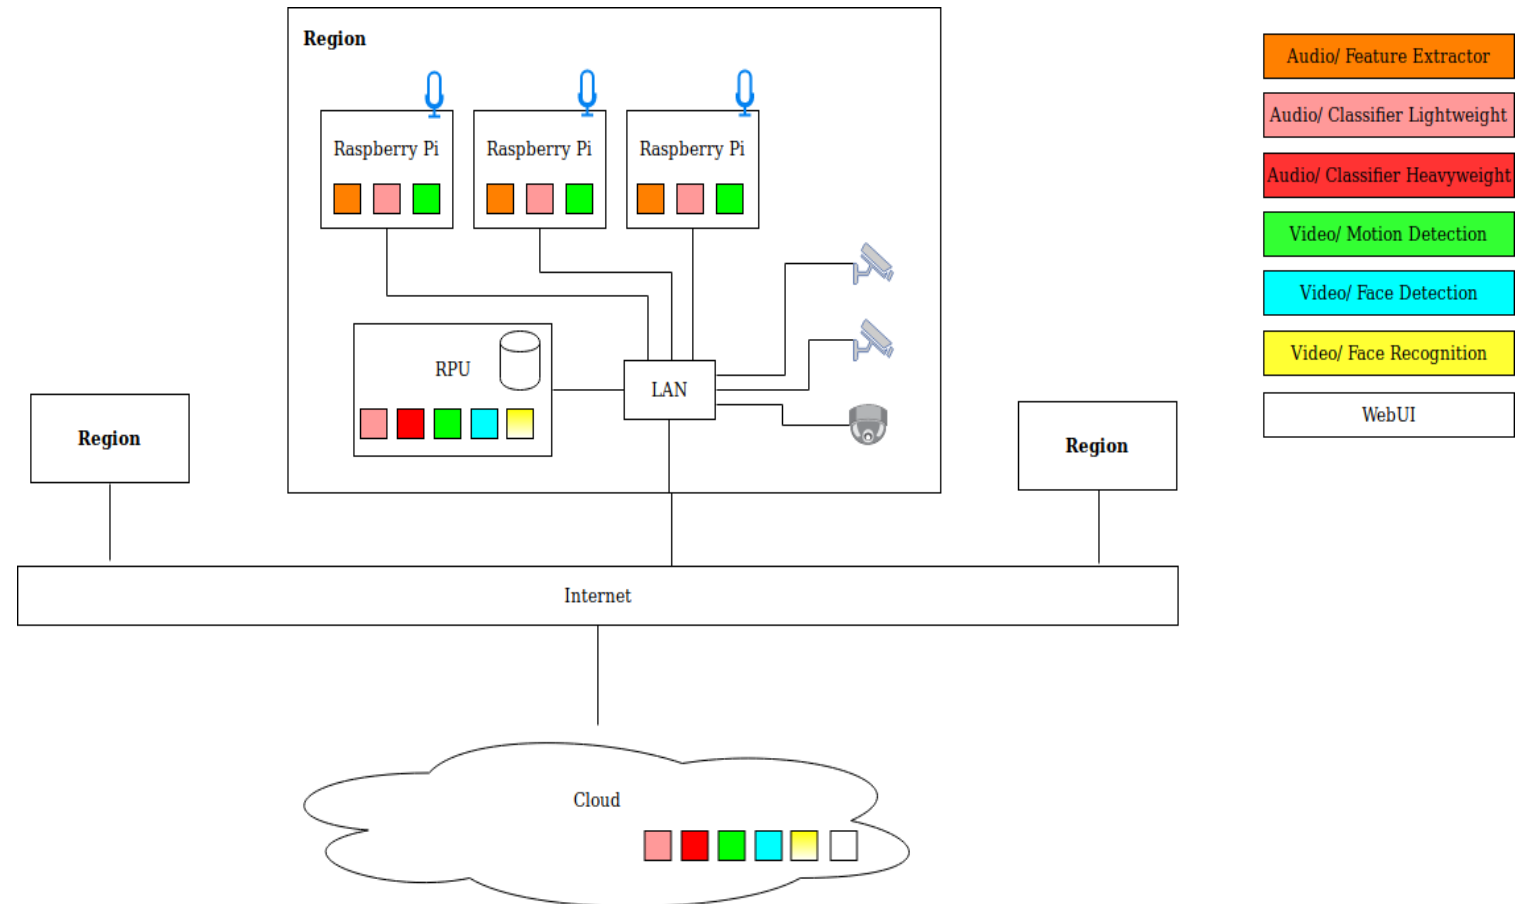 Region
Raspberry Pi
Raspberry Pi
Raspberry Pi
RPU
LAN
Region
Region
Internet
Cloud
Audio/ Feature Extractor
Audio/ Classifier Lightweight
Audio/ Classifier Heavyweight
Video/ Motion Detection
Video/ Face Detection
Video/ Face Recognition
WebUI